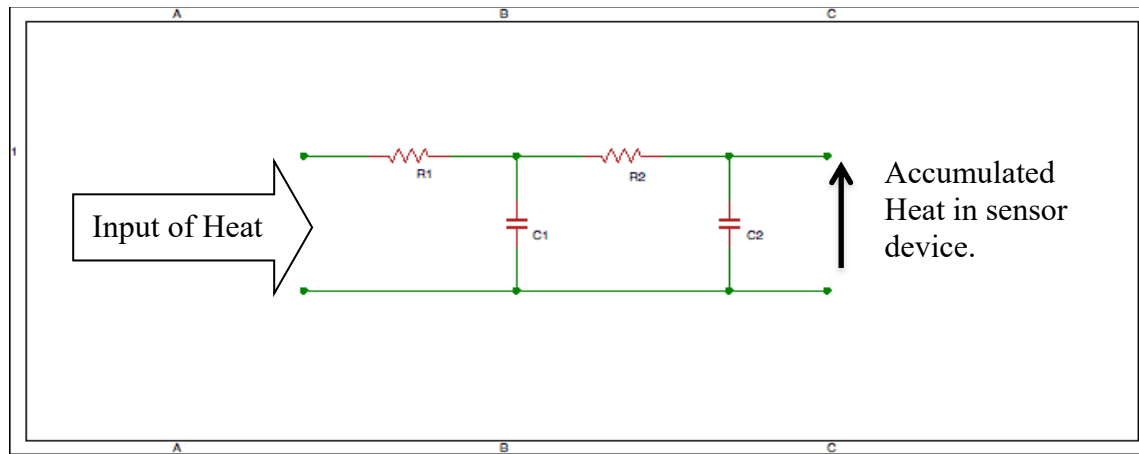 A B C
1
R1 R2
Input of Heat
C1 C2
Accumulated
Heat in sensor
device.
A B C